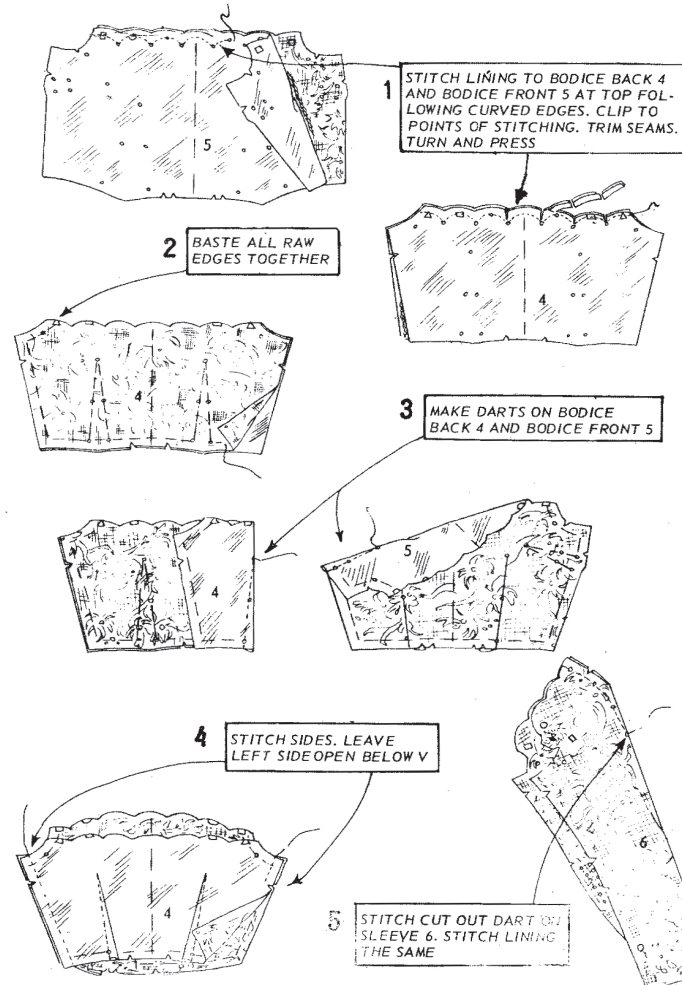 1
STITCH LINING TO BODICE BACK 4
AND BODICE FRONT 5 AT TOP FOL-
LOWING CURVED EDGES. CLIP TO
POINTS OF STITCHING. TRIM SEAMS.
TURN AND PRESS
5
4
2
BASTE ALL RAW
EDGES TOGETHER
4
3
MAKE DARTS ON BODICE
BACK 4 AND BODICE FRONT 5
4
5
4
STITCH SIDES. LEAVE
LEFT SIDE OPEN BELOW V
4
6
5
STITCH CUT OUT DART ON
SLEEVE 6. STITCH LINING
THE SAME